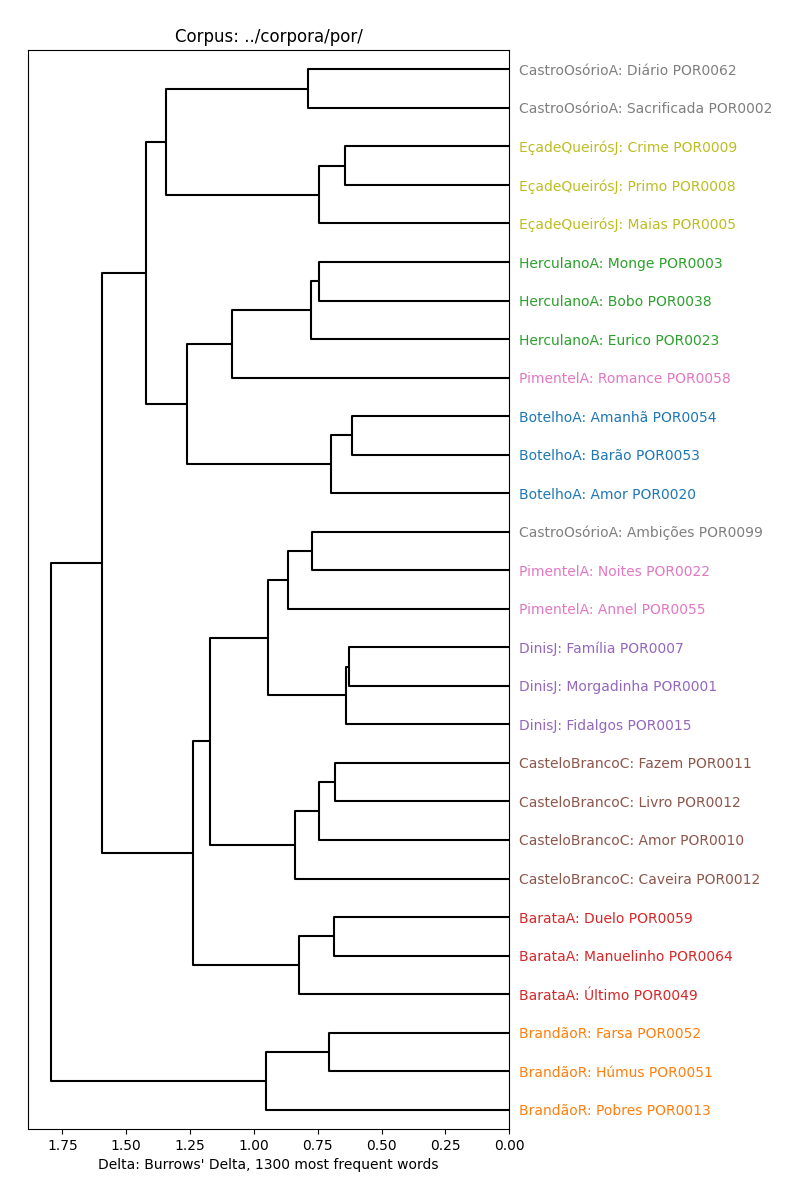 Corpus: ../corpora/por/
CastroOsórioA: Diário POR0062
CastroOsórioA: Sacrificada POR0002
EçadeQueirósJ: Crime POR0009
EçadeQueirósJ: Primo POR0008
EçadeQueirósJ: Maias POR0005
HerculanoA: Monge POR0003
HerculanoA: Bobo POR0038
HerculanoA: Eurico POR0023
PimentelA: Romance POR0058
BotelhoA: Amanhã POR0054
BotelhoA: Barão POR0053
BotelhoA: Amor POR0020
CastroOsórioA: Ambições POR0099
PimentelA: Noites POR0022
PimentelA: Annel POR0055
DinisJ: Família POR0007
DinisJ: Morgadinha POR0001
DinisJ: Fidalgos POR0015
CasteloBrancoC: Fazem POR0011
CasteloBrancoC: Livro POR0012
CasteloBrancoC: Amor POR0010
CasteloBrancoC: Caveira POR0012
BarataA: Duelo POR0059
BarataA: Manuelinho POR0064
BarataA: Último POR0049
BrandãoR: Farsa POR0052
BrandãoR: Húmus POR0051
BrandãoR: Pobres POR0013
1.75 1.50 1.25 1.00 0.75 0.50 0.25 0.00
Delta: Burrows' Delta, 1300 most frequent words